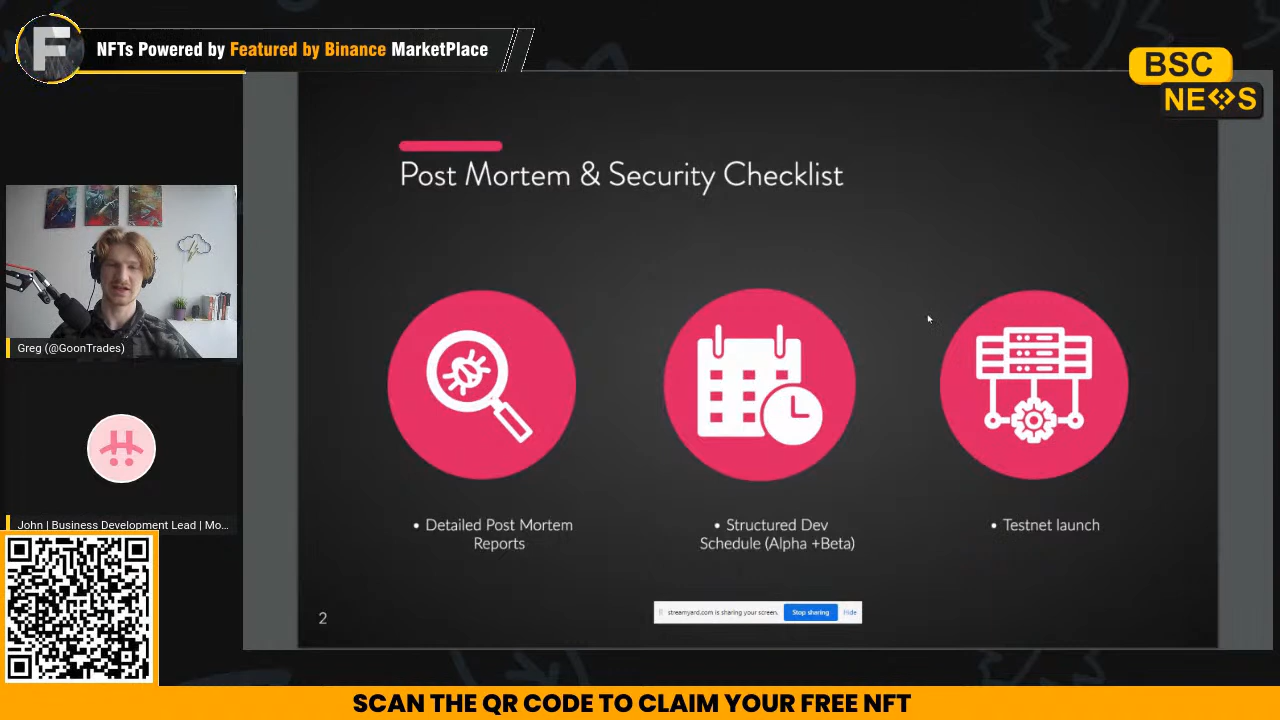 F
NFTs Powered by Featured by Binance MarketPlace
BSC
NEWS
Post Mortem & Security Checklist
Greg (@GoonTrades)
John | Business Development Lead | Mo...
• Detailed Post Mortem
Reports
• Structured Dev
Schedule (Alpha +Beta)
• Testnet launch
2
streamyard.com is sharing your screen.
Stop sharing
Hide
SCAN THE QR CODE TO CLAIM YOUR FREE NFT